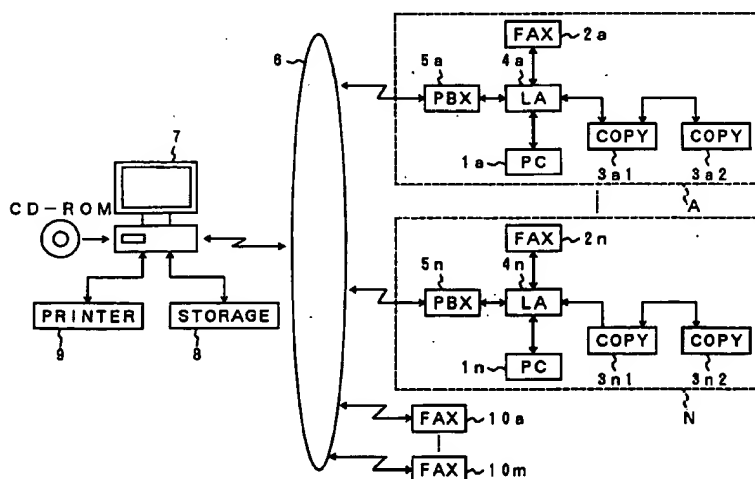 FAX
2a
6
5a
4a
PBX
LA
COPY
COPY
7
1a
PC
3a1
3a2
A
CD-ROM
FAX
2n
5n
4n
PBX
LA
COPY
COPY
PRINTER
STORAGE
9
8
1n
PC
3n1
3n2
N
FAX
10a
FAX
10m